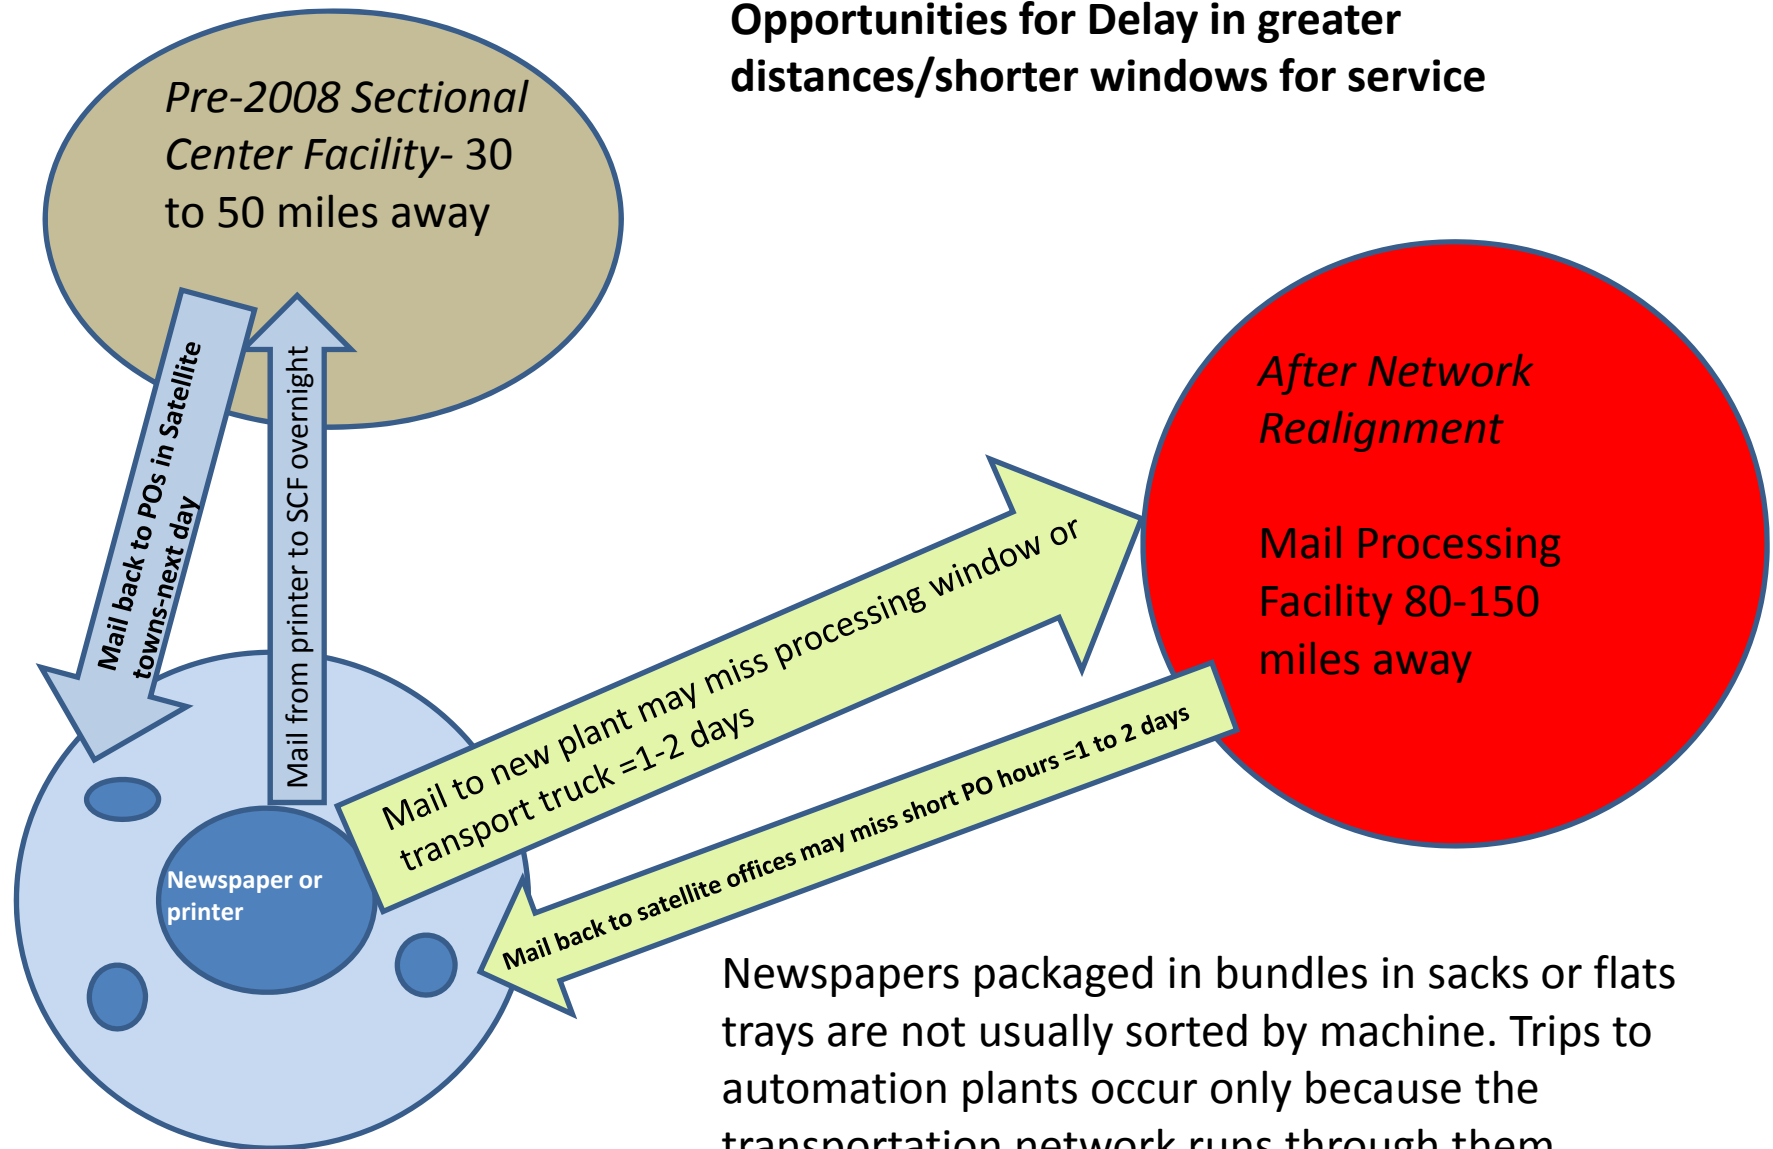 Opportunities for Delay in greater
distances/shorter windows for service
Pre-2008 Sectional
Center Facility- 30
to 50 miles away
Mail back to POs in Satellite
towns-next day
Mail from printer to SCF overnight
After Network
Realignment
Mail Processing
Facility 80-150
miles away
Mail to new plant may miss processing window or
transport truck =1-2 days
Mail back to satellite offices may miss short PO hours =1 to 2 days
Newspaper or
printer
Newspapers packaged in bundles in sacks or flats
trays are not usually sorted by machine. Trips to
automation plants occur only because the
transportation network runs through them